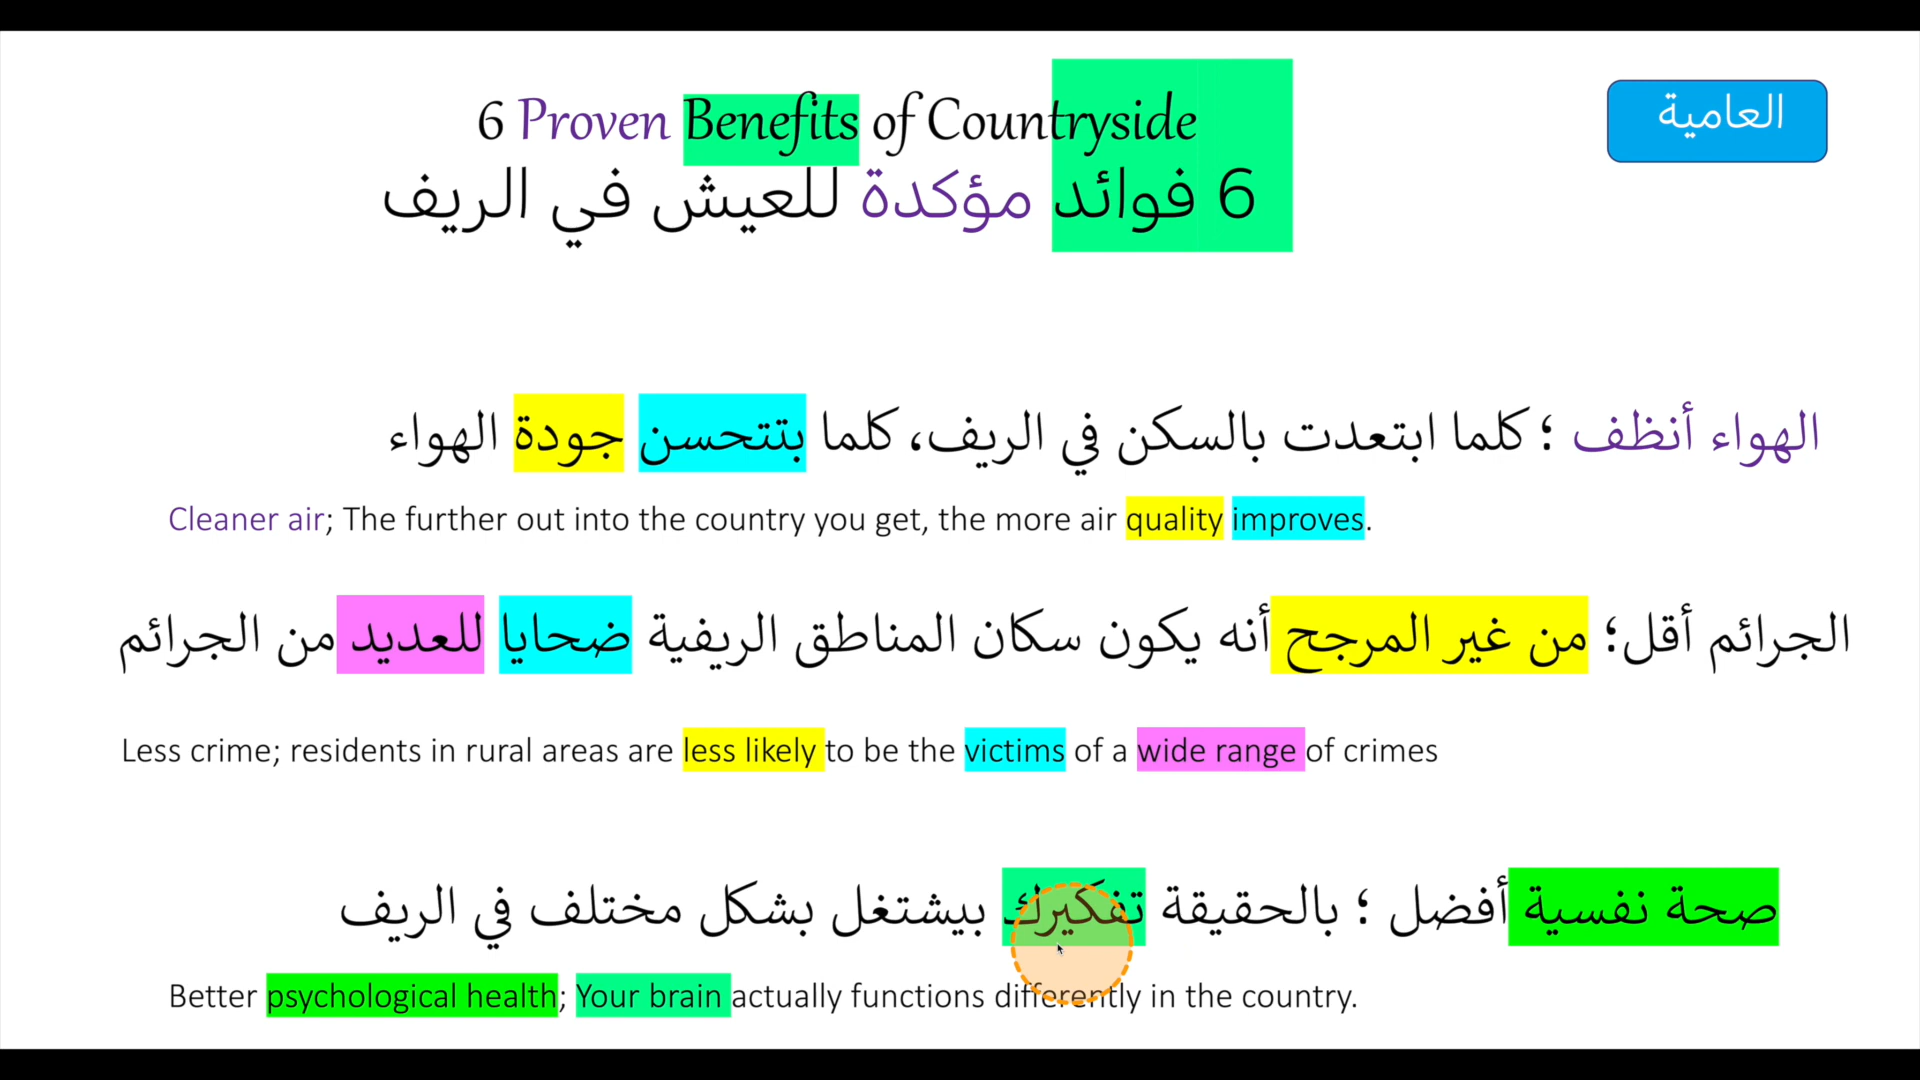 العامية
6 Proven Benefits of Countryside
6 فوائد مؤكدة للعيش في الريف
الهواء أنظف ؛ كلما ابتعدت بالسكن في الريف، كلما بتتحسن جودة الهواء
Cleaner air; The further out into the country you get, the more air quality improves.
الجرائم أقل؛ من غير المرجح أنه يكون سكان المناطق الريفية ضحايا للعديد من الجرائم
Less crime; residents in rural areas are less likely to be the victims of a wide range of crimes
صحة نفسية أفضل ؛ بالحقيقة تفكيرك بيشتغل بشكل مختلف في الريف
Better psychological health; Your brain actually functions differently in the country.